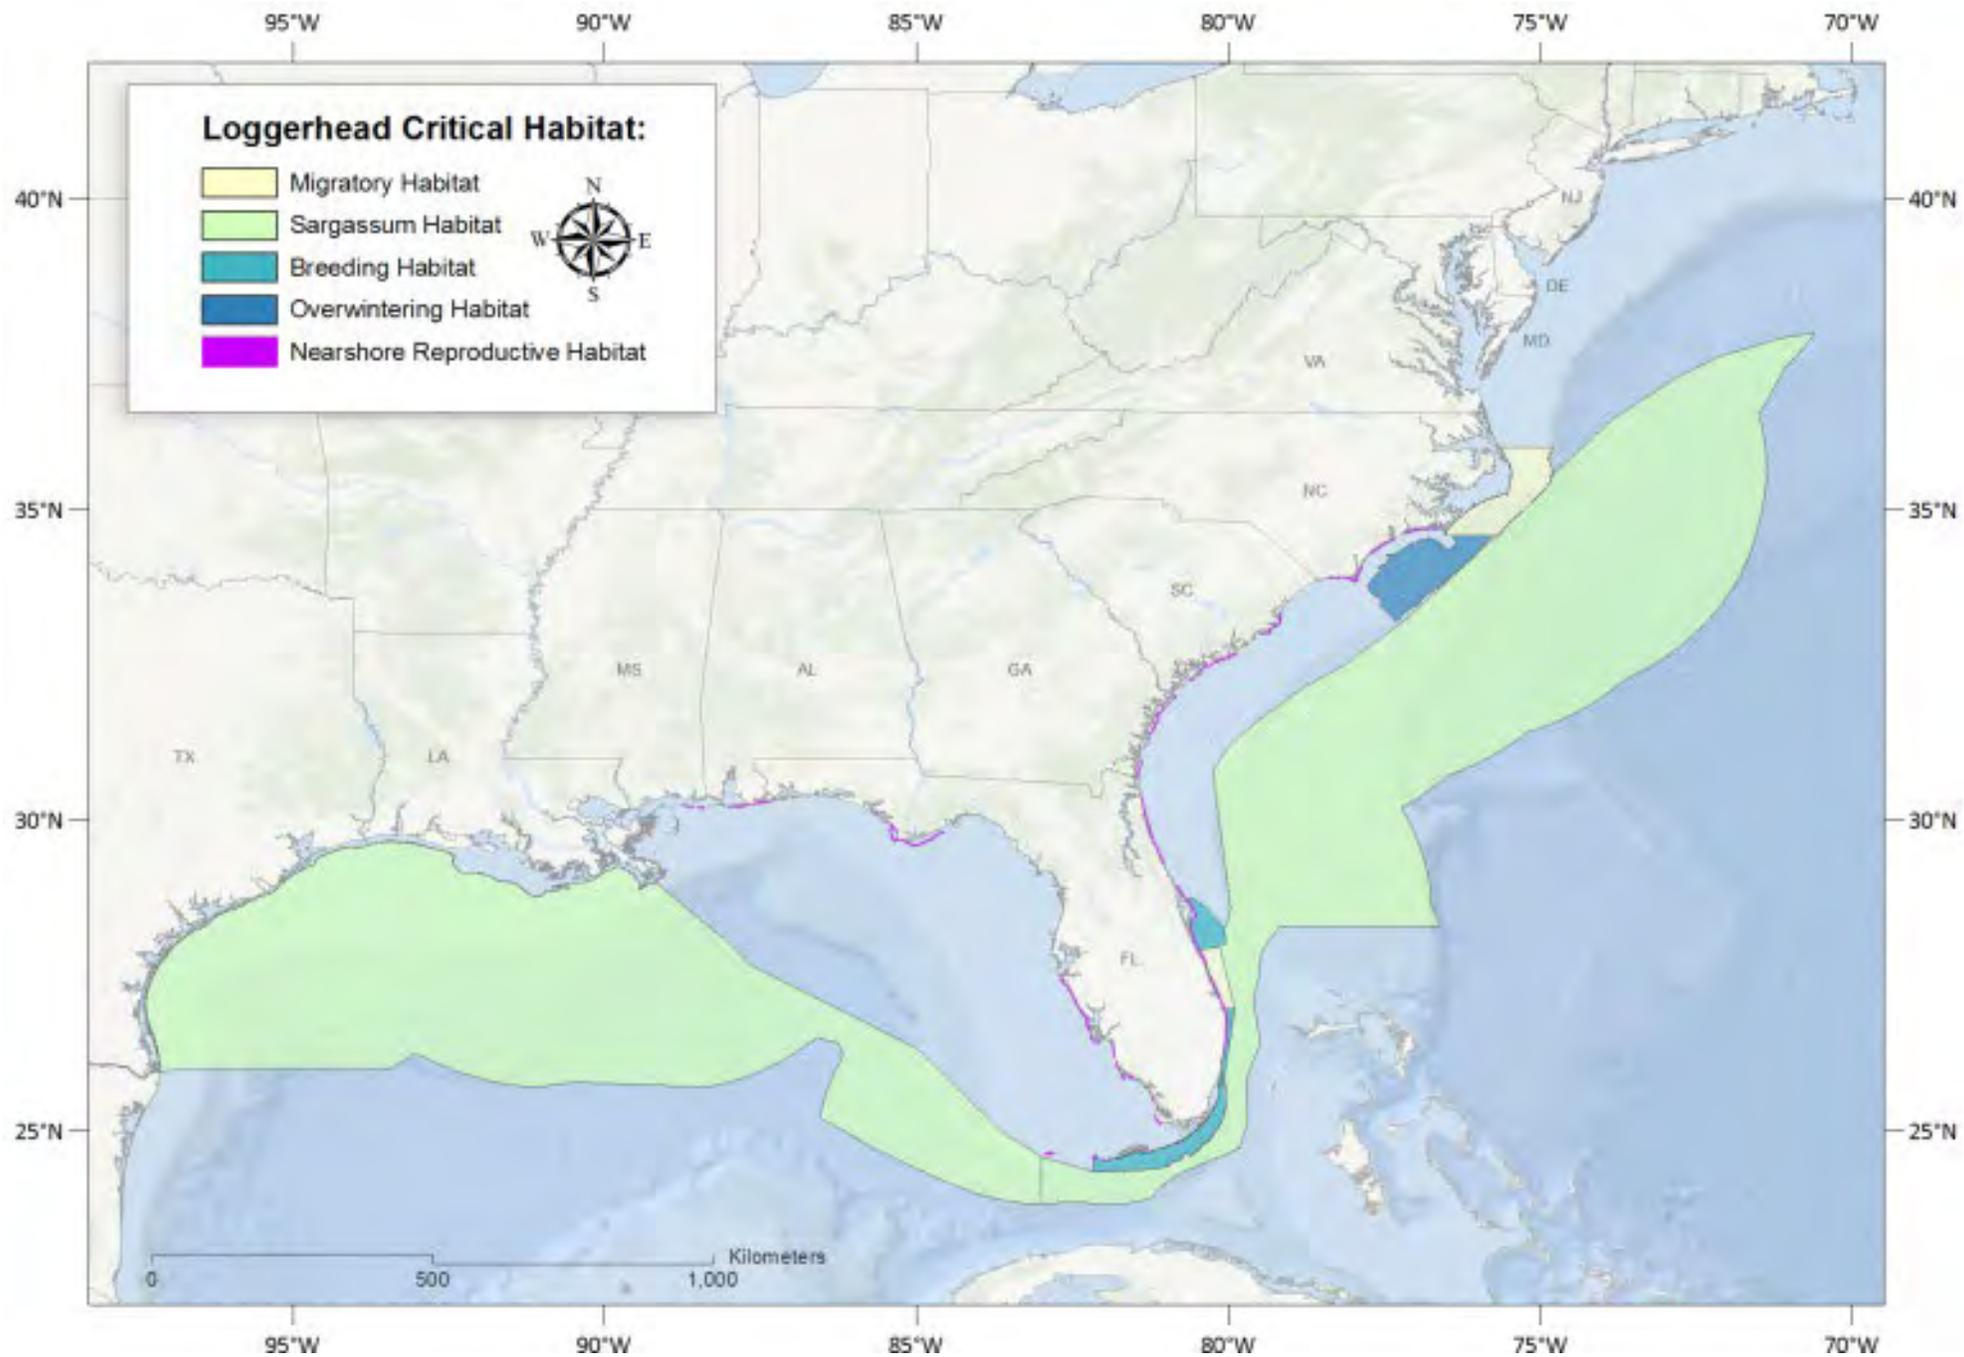 95°W 90°W 85°W 80°W 75°W 70°W
Loggerhead Critical Habitat:
Migratory Habitat
Sargassum Habitat
Breeding Habitat
Overwintering Habitat
Nearshore Reproductive Habitat
N
W E
S
40°N 40°N
NJ
DE
MD
VA
NC
35°N 35°N
SC
MS AL GA
TX LA
30°N 30°N
FL
25°N 25°N
Kilometers
0 500 1,000
95°W 90°W 85°W 80°W 75°W 70°W